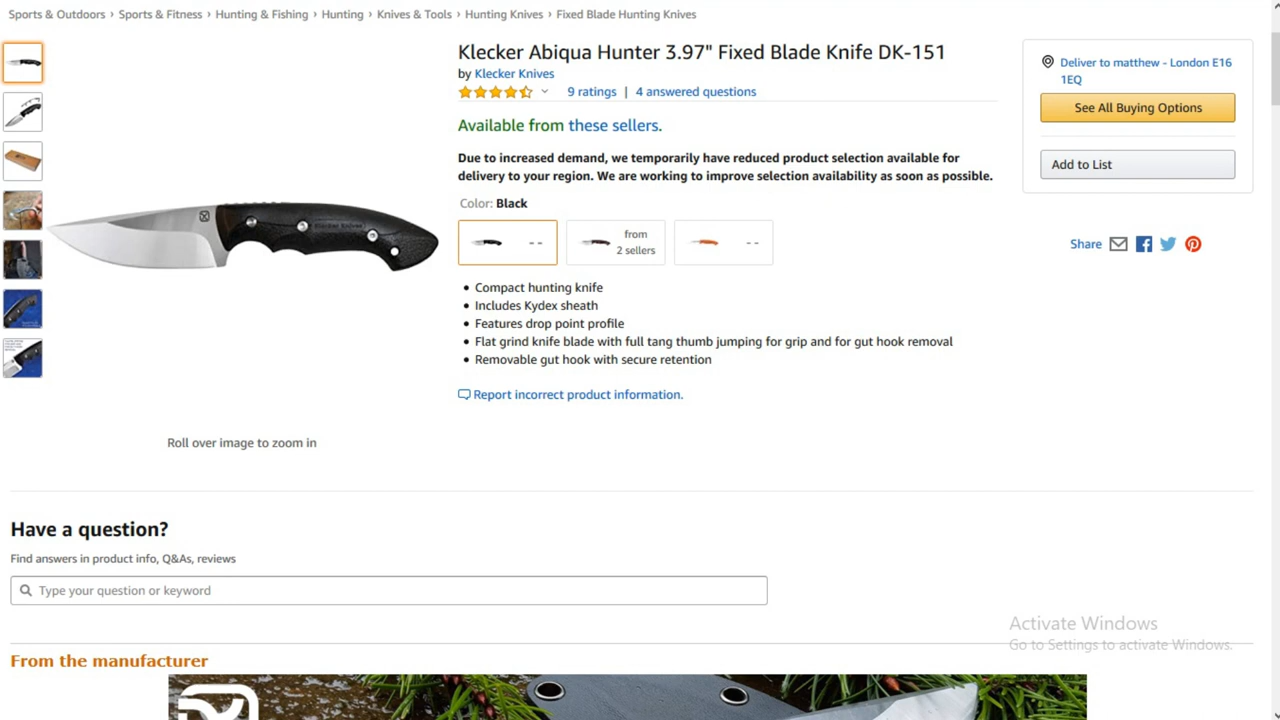 Sports & Outdoors › Sports & Fitness › Hunting & Fishing › Hunting › Knives & Tools › Hunting Knives › Fixed Blade Hunting Knives
Klecker Abiqua Hunter 3.97" Fixed Blade Knife DK-151
by Klecker Knives
9 ratings | 4 answered questions
Available from these sellers.
Due to increased demand, we temporarily have reduced product selection available for
delivery to your region. We are working to improve selection availability as soon as possible.
Color: Black
- -
from
2 sellers
- -
• Compact hunting knife
• Includes Kydex sheath
• Features drop point profile
• Flat grind knife blade with full tang thumb jumping for grip and for gut hook removal
• Removable gut hook with secure retention
Report incorrect product information.
Klecker Knives
Roll over image to zoom in
Deliver to matthew - London E16
1EQ
See All Buying Options
Add to List
Share
Have a question?
Find answers in product info, Q&As, reviews
Type your question or keyword
Activate Windows
Go to Settings to activate Windows.
From the manufacturer